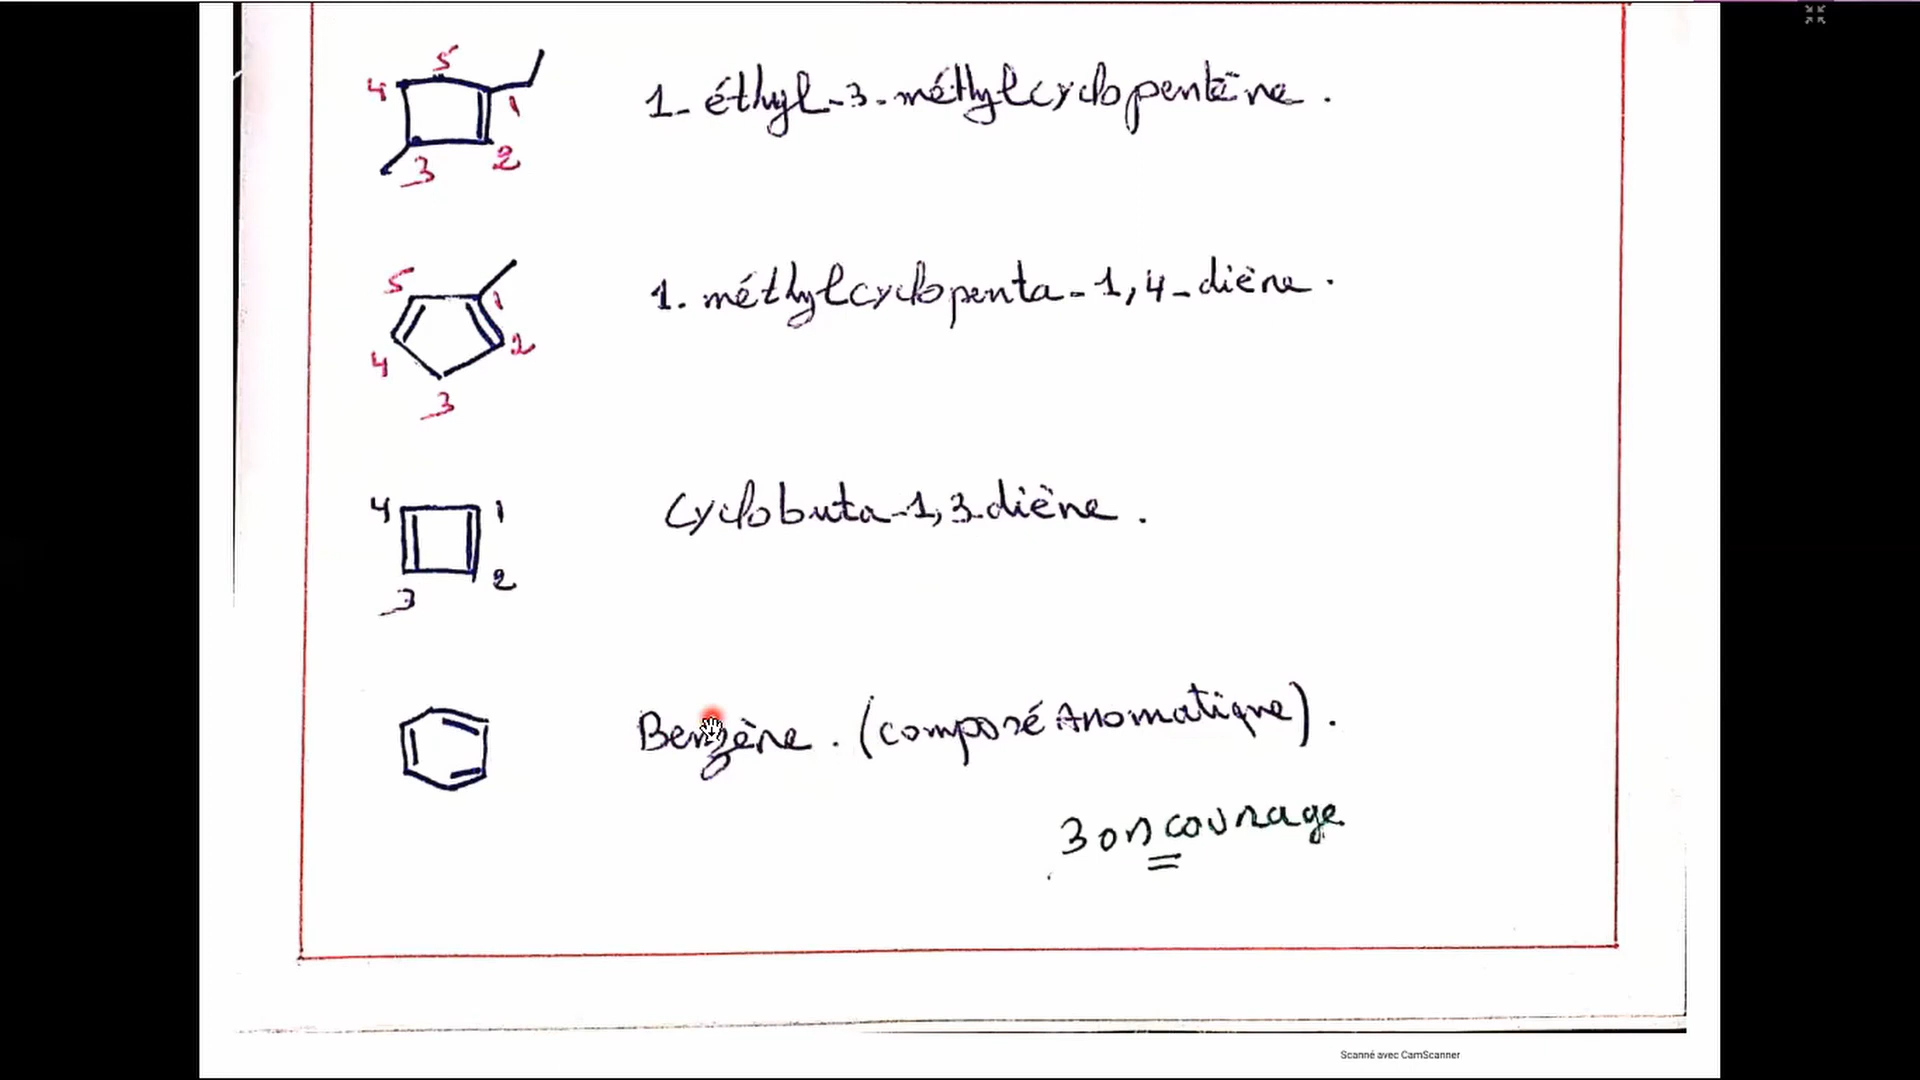 5
4
1
3
2
1- éthyl-3-méthylcyclopentène.
5
1
2
4
3
1. méthylcyclopenta-1,4-diène.
4
1
2
3
Cyclobuta-1,3-diène.
Benzène. (composé Aromatique).
Bon courage
Scanné avec CamScanner